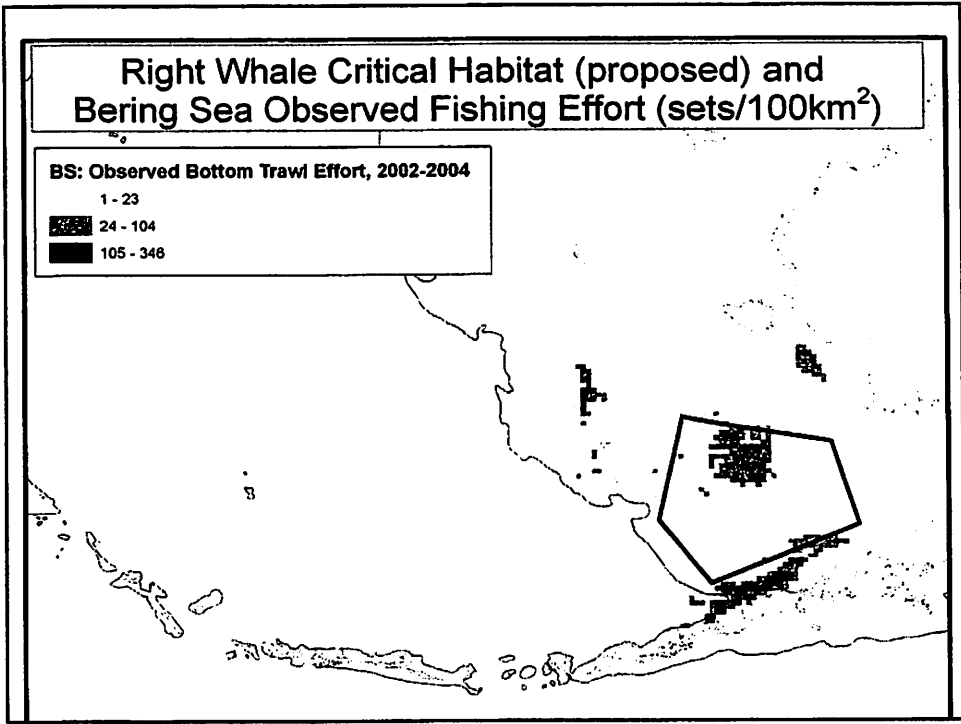 Right Whale Critical Habitat (proposed) and
Bering Sea Observed Fishing Effort (sets/100km²)
BS: Observed Bottom Trawl Effort, 2002-2004
1 - 23
24 - 104
105 - 346